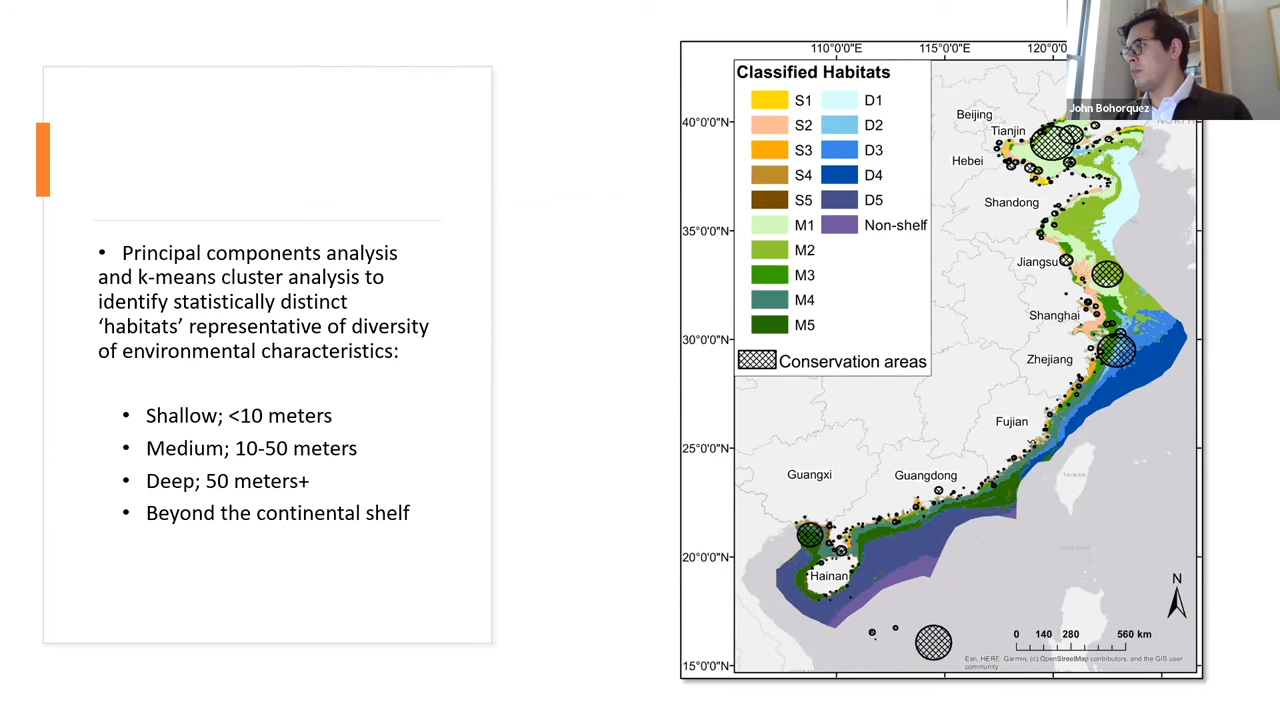 • Principal components analysis
and k-means cluster analysis to
identify statistically distinct
‘habitats’ representative of diversity
of environmental characteristics:
• Shallow; <10 meters
• Medium; 10-50 meters
• Deep; 50 meters+
• Beyond the continental shelf
110°0'0"E 115°0'0"E 120°0'
John Bohorquez
Classified Habitats
S1 D1
S2 D2
S3 D3
S4 D4
S5 D5
M1 Non-shelf
M2
M3
M4
M5
Conservation areas
40°0'0"N
35°0'0"N
30°0'0"N
25°0'0"N
20°0'0"N
15°0'0"N
Beijing
Tianjin
Hebei
Shandong
Jiangsu
Shanghai
Zhejiang
Fujian
TAIWAN
Guangxi
Guangdong
Hainan
N
0 140 280 560 km
Esri, HERE, Garmin, (c) OpenStreetMap contributors, and the GIS user
community